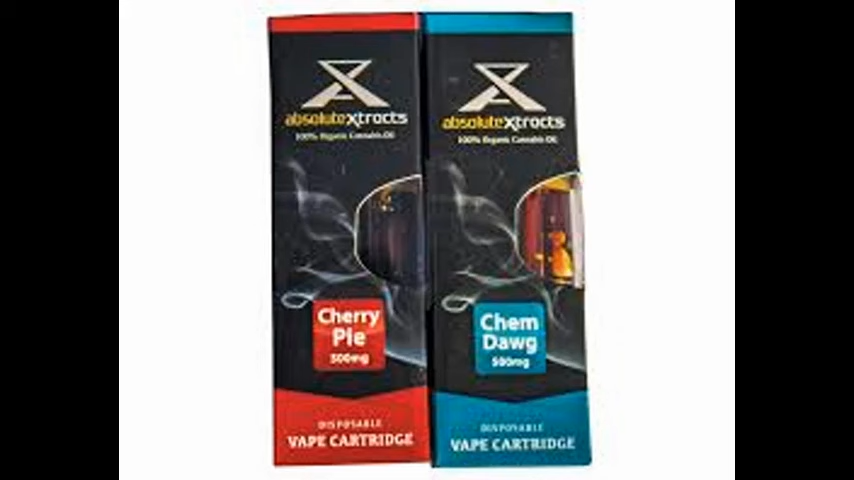 absoluteXtracts
100% Organic Cannabis Oil
Cherry
Pie
500mg
DISPOSABLE
VAPE CARTRIDGE
absoluteXtracts
100% Organic Cannabis Oil
Chem
Dawg
500mg
DISPOSABLE
VAPE CARTRIDGE